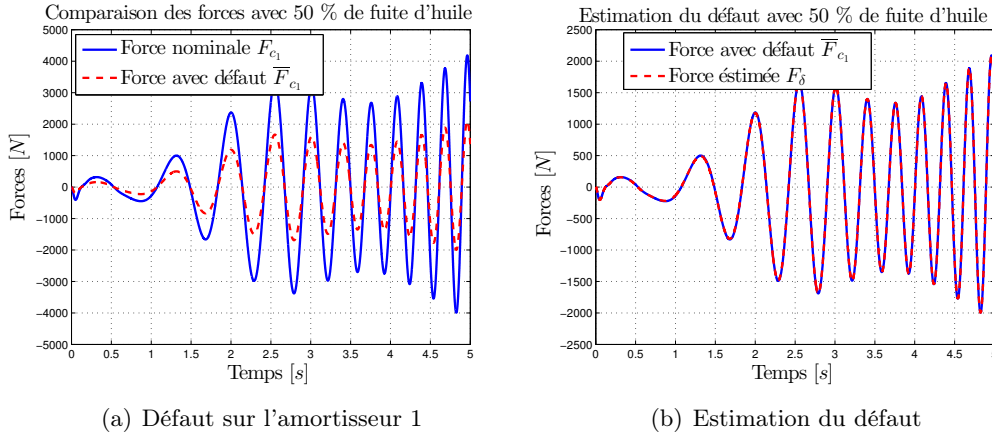 Comparaison des forces avec 50 % de fuite d'huile
5000
4000
3000
2000
1000
0
−1000
−2000
−3000
−4000
−5000
Forces [N]
Force nominale F_{c_1}
Force avec défaut \overline{F}_{c_1}
0 0.5 1 1.5 2 2.5 3 3.5 4 4.5 5
Temps [s]
(a) Défaut sur l'amortisseur 1
Estimation du défaut avec 50 % de fuite d'huile
2500
2000
1500
1000
500
0
−500
−1000
−1500
−2000
−2500
Forces [N]
Force avec défaut \overline{F}_{c_1}
Force éstimée F_δ
0 0.5 1 1.5 2 2.5 3 3.5 4 4.5 5
Temps [s]
(b) Estimation du défaut